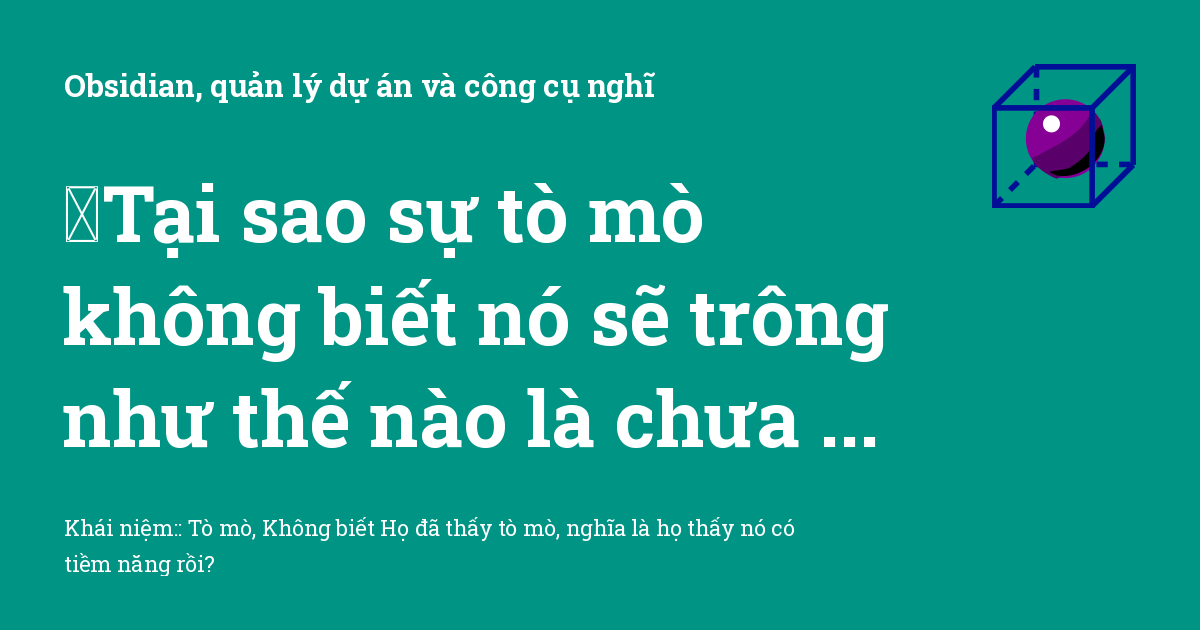 Obsidian, quản lý dự án và công cụ nghĩ
Tại sao sự tò mò
không biết nó sẽ trông
như thế nào là chưa ...
Khái niệm:: Tò mò, Không biết Họ đã thấy tò mò, nghĩa là họ thấy nó có
tiềm năng rồi?